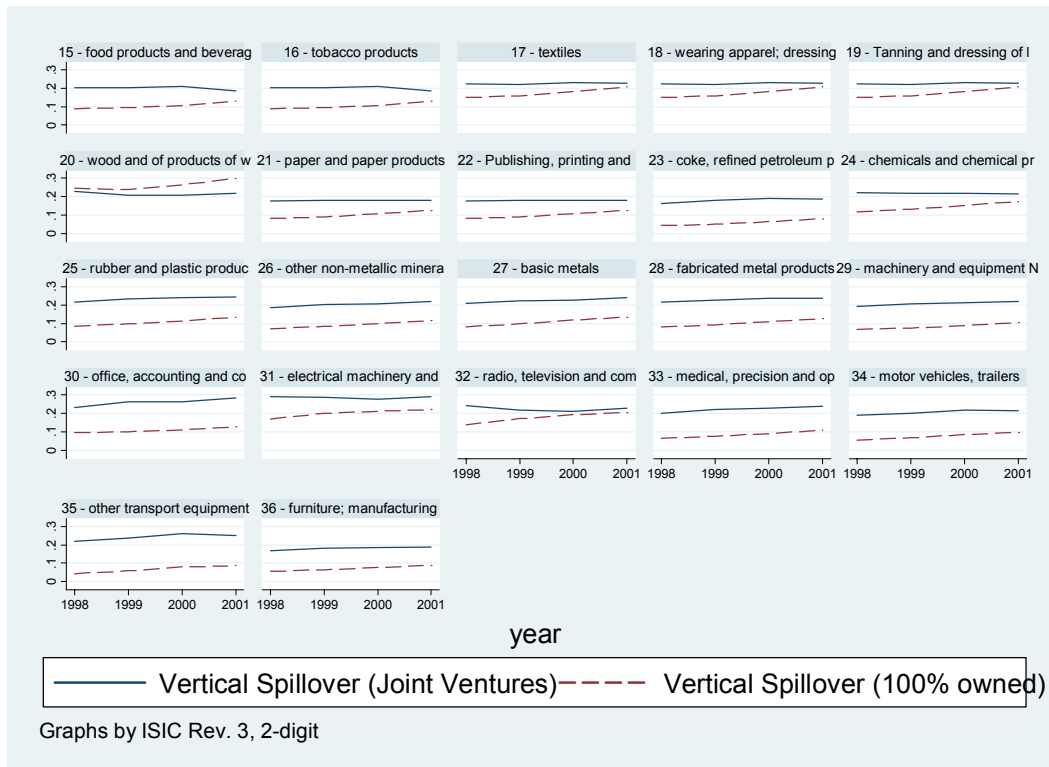 15 - food products and beverag 16 - tobacco products 17 - textiles 18 - wearing apparel; dressing 19 - Tanning and dressing of l
.3
.2
.1
0
20 - wood and of products of w 21 - paper and paper products 22 - Publishing, printing and 23 - coke, refined petroleum p 24 - chemicals and chemical pr
.3
.2
.1
0
25 - rubber and plastic produc 26 - other non-metallic minera 27 - basic metals 28 - fabricated metal products 29 - machinery and equipment N
.3
.2
.1
0
30 - office, accounting and co 31 - electrical machinery and 32 - radio, television and com 33 - medical, precision and op 34 - motor vehicles, trailers
.3
.2
.1
0
1998 1999 2000 2001 1998 1999 2000 2001 1998 1999 2000 2001
35 - other transport equipment 36 - furniture; manufacturing
.3
.2
.1
0
1998 1999 2000 2001 1998 1999 2000 2001
year
Vertical Spillover (Joint Ventures) Vertical Spillover (100% owned)
Graphs by ISIC Rev. 3, 2-digit